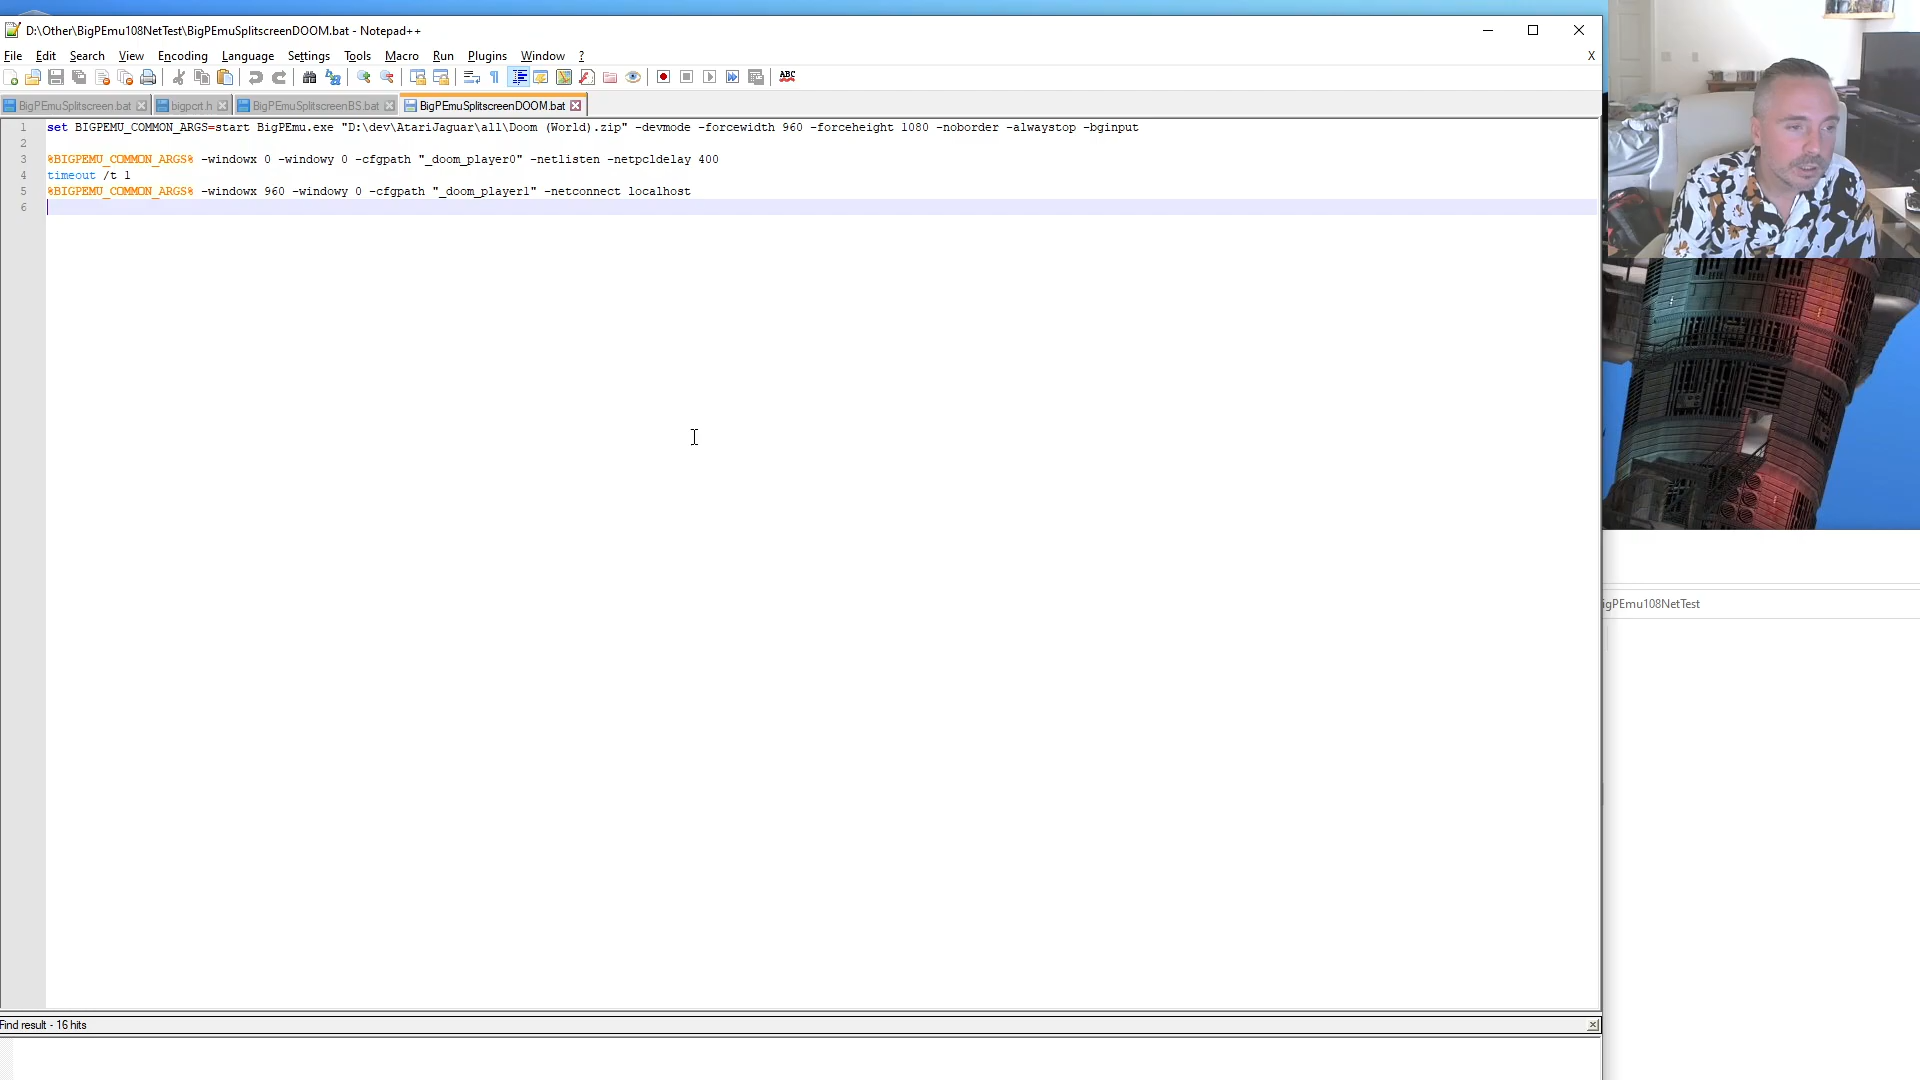 D:\Other\BigPEmu108NetTest\BigPEmuSplitscreenDOOM.bat - Notepad++
File Edit Search View Encoding Language Settings Tools Macro Run Plugins Window ?
X
ABC
BigPEmuSplitscreen.bat bigpcrt.h BigPEmuSplitscreenBS.bat BigPEmuSplitscreenDOOM.bat
1 set BIGPEMU_COMMON_ARGS=start BigPEmu.exe "D:\dev\AtariJaguar\all\Doom (World).zip" -devmode -forcewidth 960 -forceheight 1080 -noborder -alwaystop -bginput
2
3 %BIGPEMU_COMMON_ARGS% -windowx 0 -windowy 0 -cfgpath "_doom_player0" -netlisten -netpcldelay 400
4 timeout /t 1
5 %BIGPEMU_COMMON_ARGS% -windowx 960 -windowy 0 -cfgpath "_doom_player1" -netconnect localhost
6
igPEmu108NetTest
Find result - 16 hits